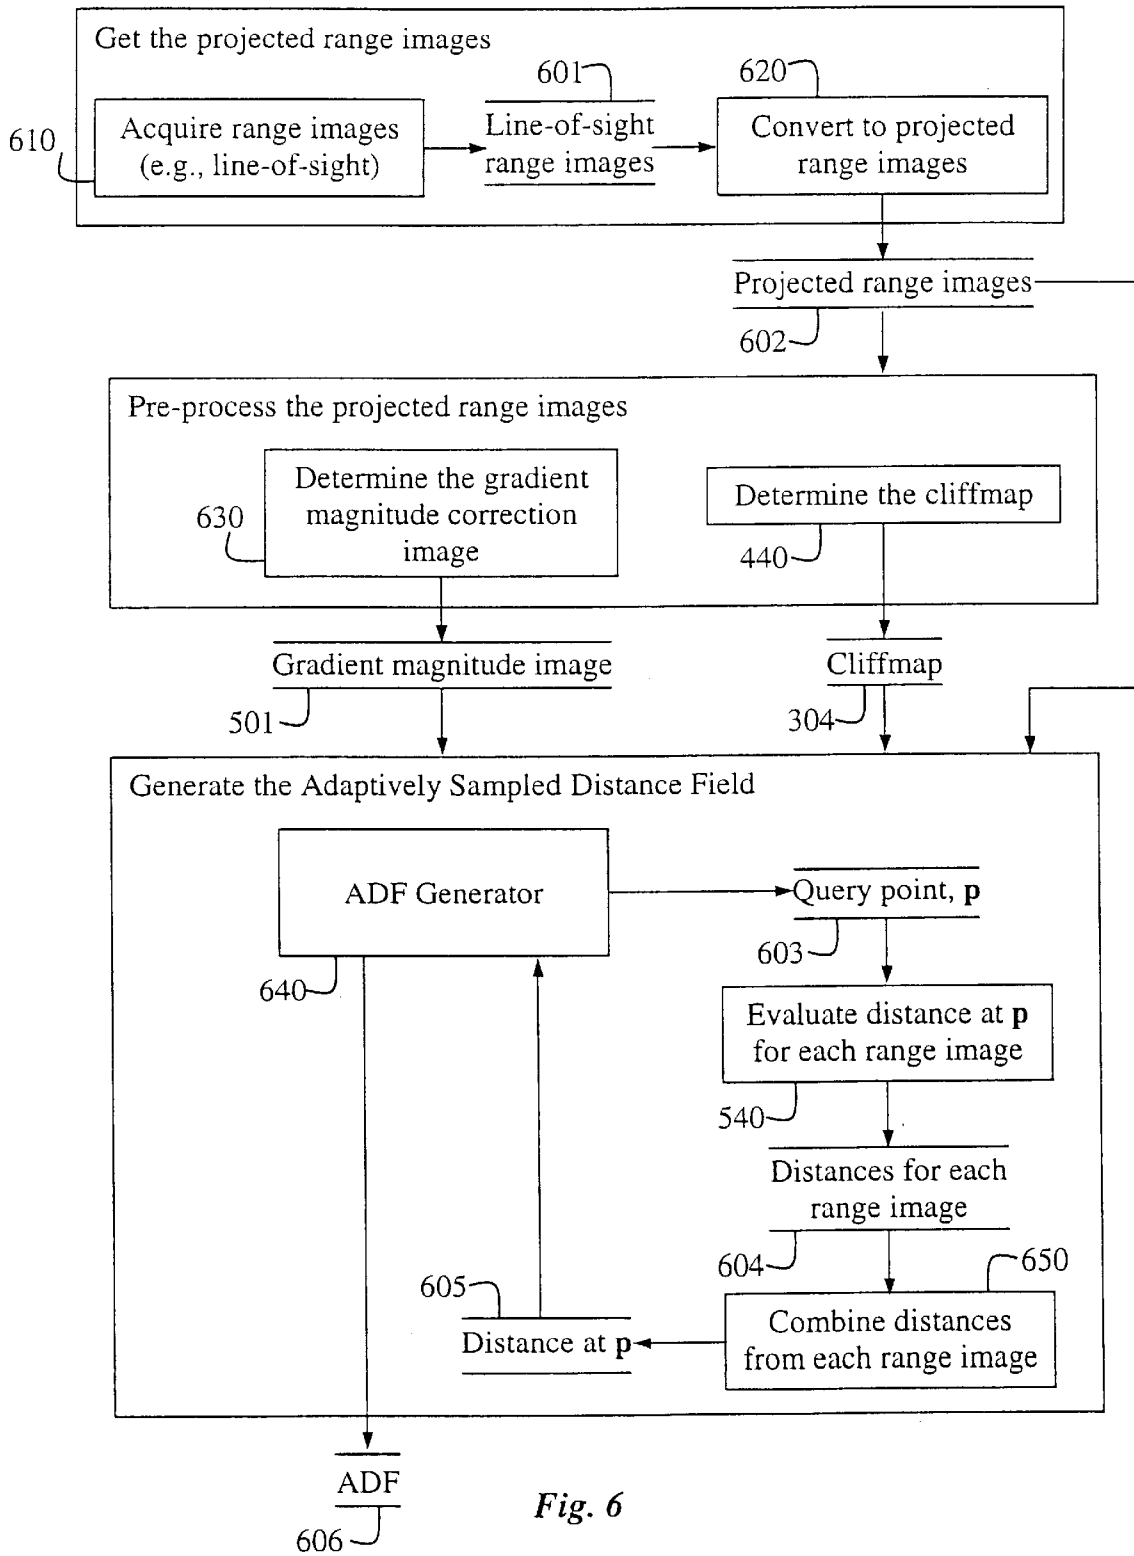 Get the projected range images
601
620
610
Acquire range images
(e.g., line-of-sight)
Line-of-sight
range images
Convert to projected
range images
Projected range images
602
Pre-process the projected range images
630
Determine the gradient
magnitude correction
image
Determine the cliffmap
440
Gradient magnitude image
501
Cliffmap
304
Generate the Adaptively Sampled Distance Field
ADF Generator
640
Query point, p
603
Evaluate distance at p
for each range image
540
Distances for each
range image
604
650
605
Distance at p
Combine distances
from each range image
ADF
606
Fig. 6